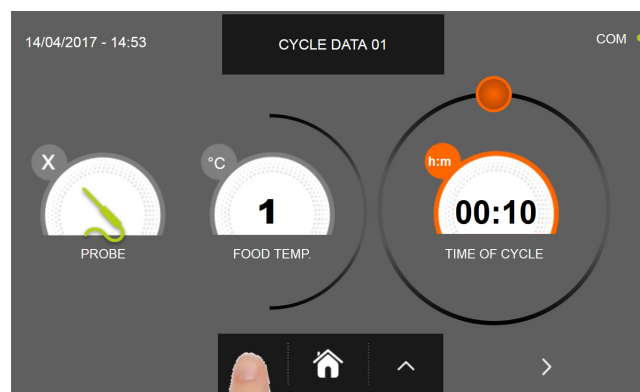 14/04/2017 - 14:53
CYCLE DATA 01
COM
X
°C
h:m
1
00:10
PROBE
FOOD TEMP.
TIME OF CYCLE